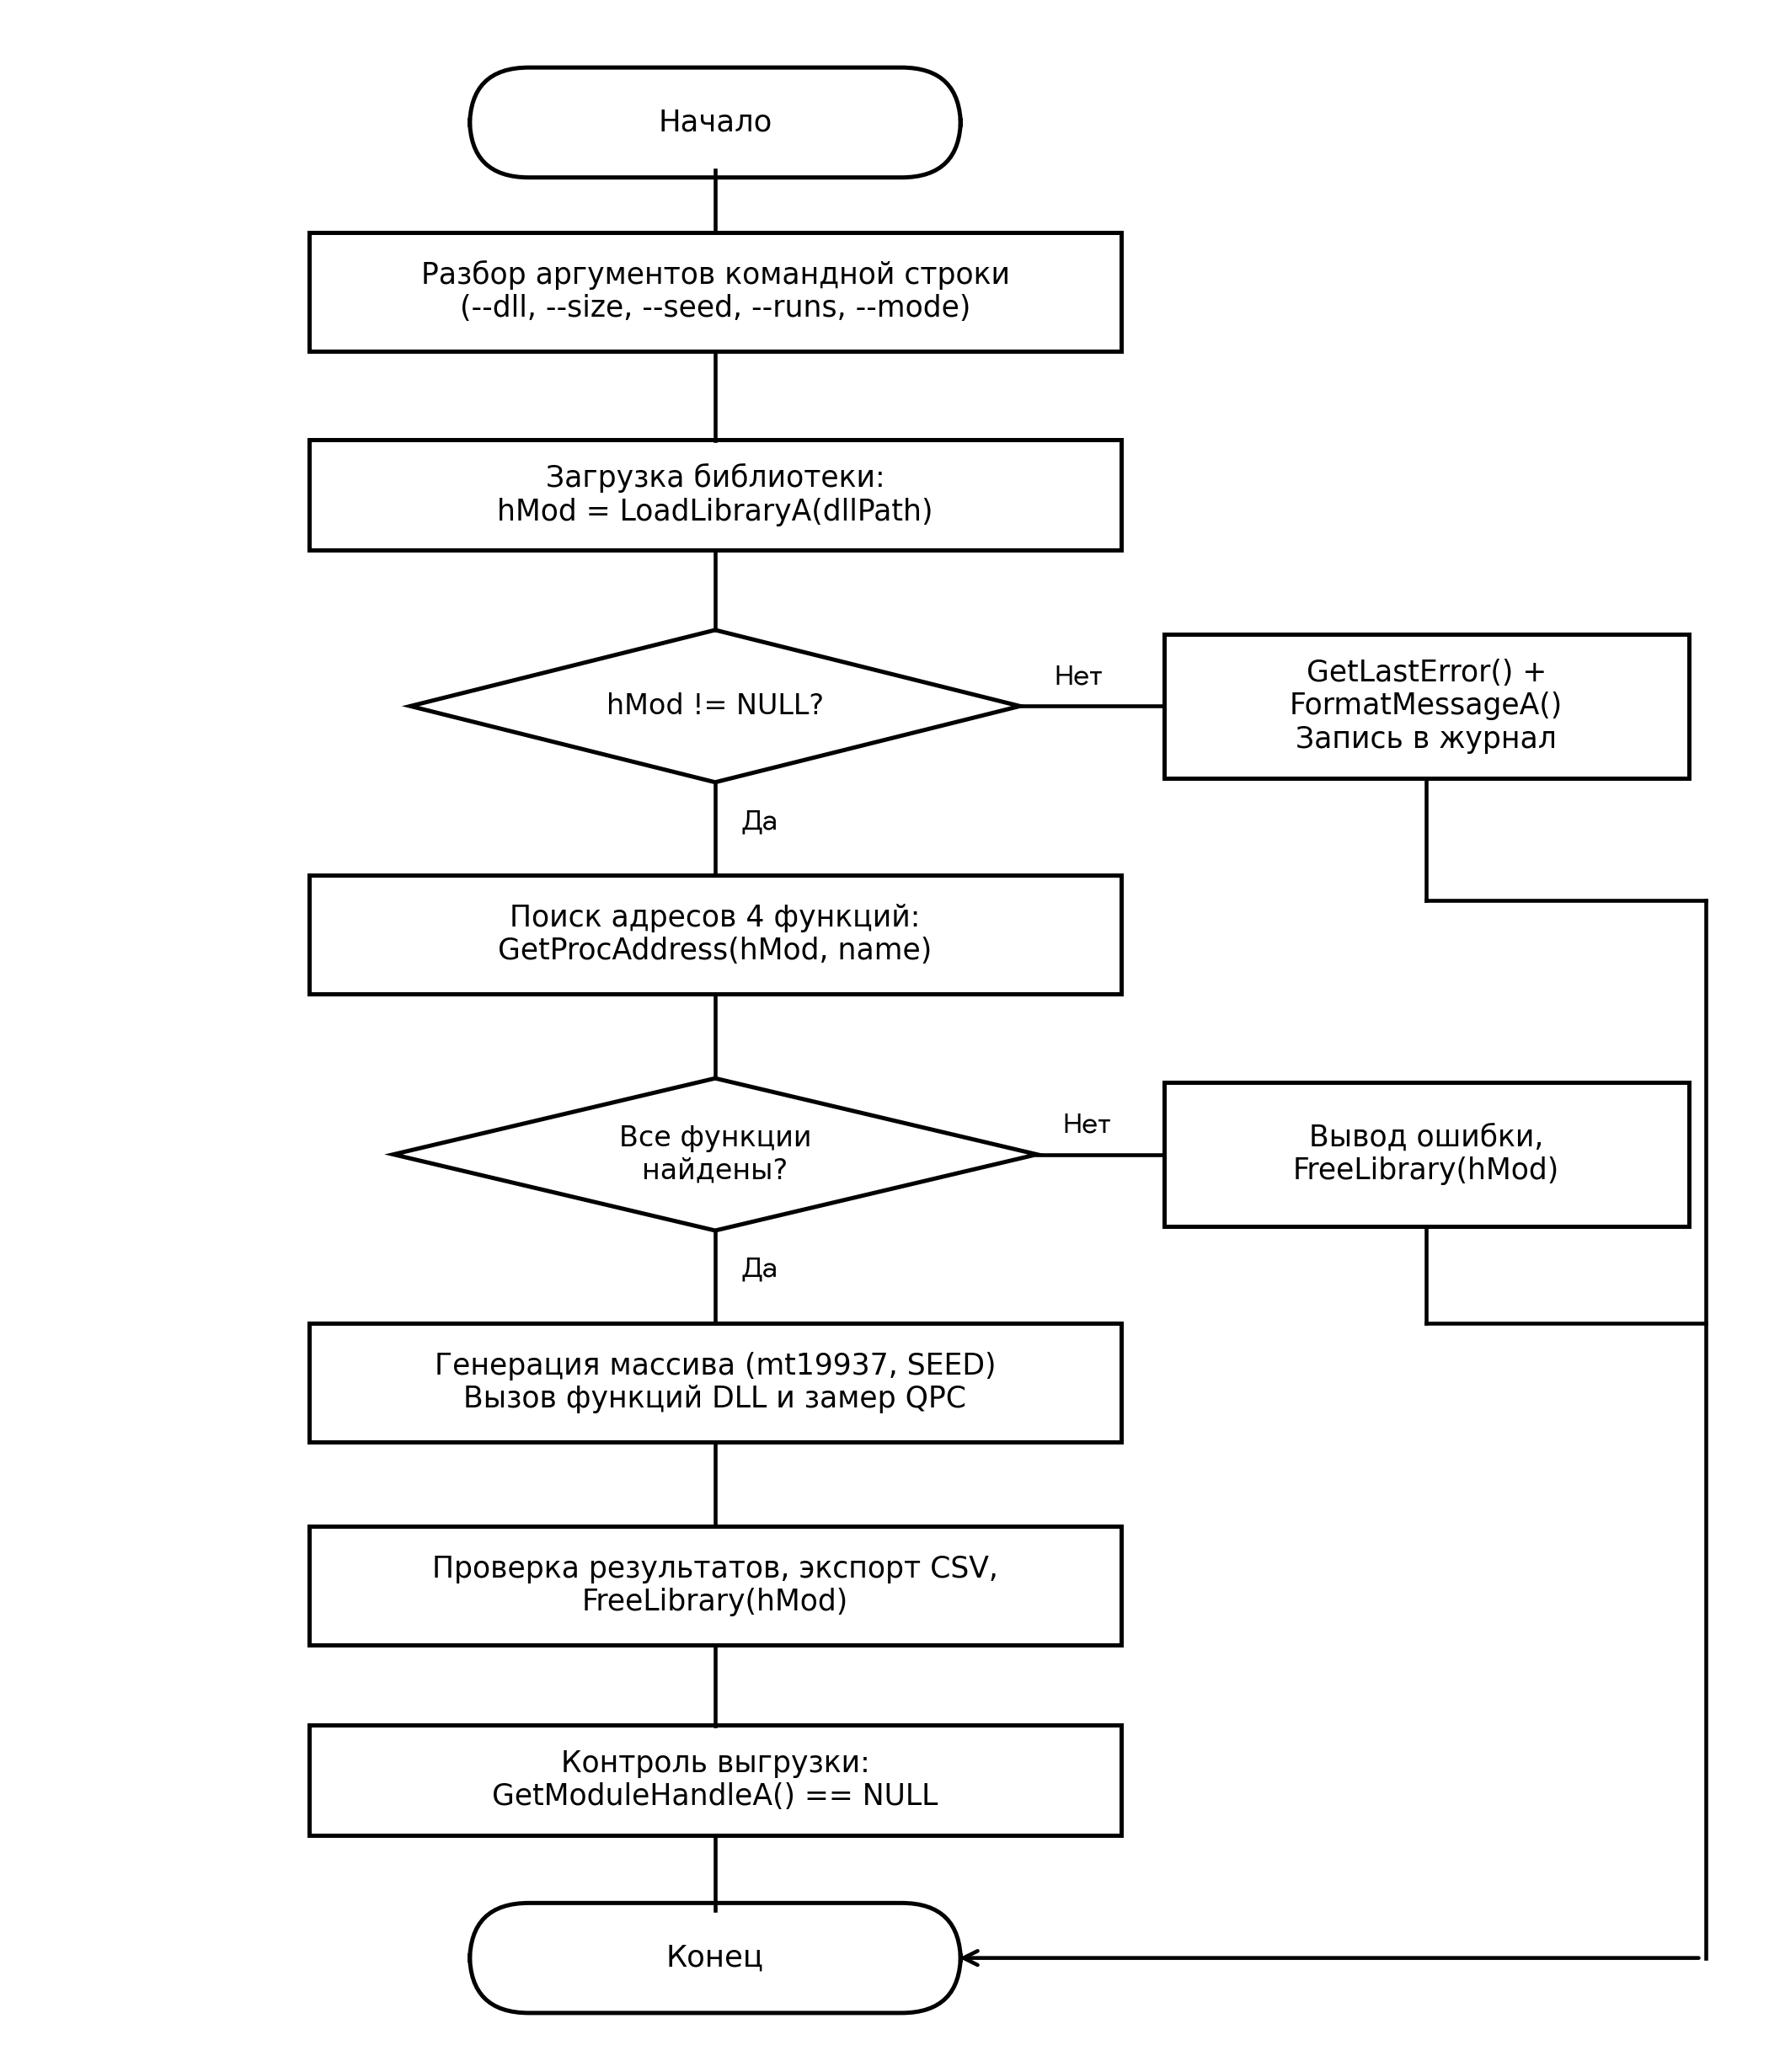 Начало
Разбор аргументов командной строки
(--dll, --size, --seed, --runs, --mode)
Загрузка библиотеки:
hMod = LoadLibraryA(dllPath)
hMod != NULL?
Нет
GetLastError() +
FormatMessageA()
Запись в журнал
Да
Поиск адресов 4 функций:
GetProcAddress(hMod, name)
Все функции
найдены?
Нет
Вывод ошибки,
FreeLibrary(hMod)
Да
Генерация массива (mt19937, SEED)
Вызов функций DLL и замер QPC
Проверка результатов, экспорт CSV,
FreeLibrary(hMod)
Контроль выгрузки:
GetModuleHandleA() == NULL
Конец